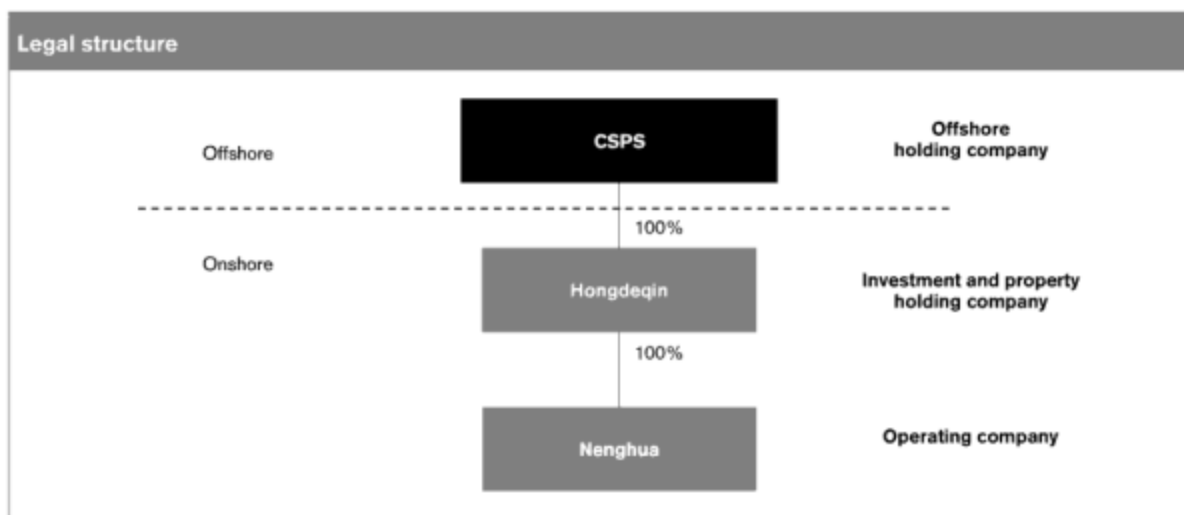 Legal structure
Offshore
CSPS
Offshore
holding company
100%
Onshore
Hongdeqin
Investment and property
holding company
100%
Nenghua
Operating company